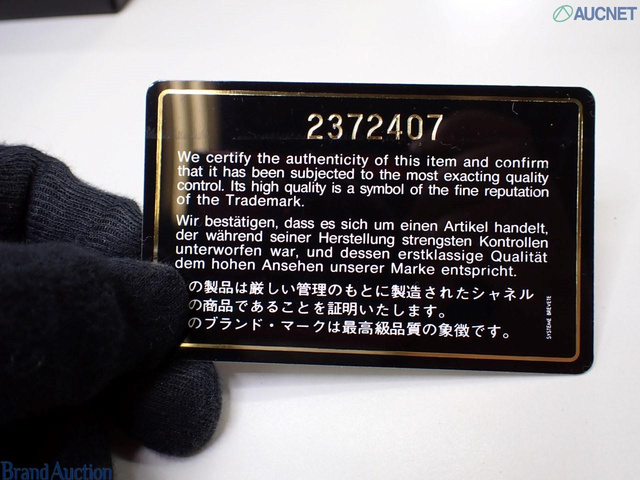 AUCNET
2372407
We certify the authenticity of this item and confirm
that it has been subjected to the most exacting quality
control. Its high quality is a symbol of the fine reputation
of the Trademark.
Wir bestätigen, dass es sich um einen Artikel handelt,
der während seiner Herstellung strengsten Kontrollen
unterworfen war, und dessen erstklassige Qualität
dem hohen Ansehen unserer Marke entspricht.
の製品は厳しい管理のもとに製造されたシャネル
の商品であることを証明いたします。
のブランド・マークは最高級品質の象徴です。
SYSTEME BREVETE
Brand Auction